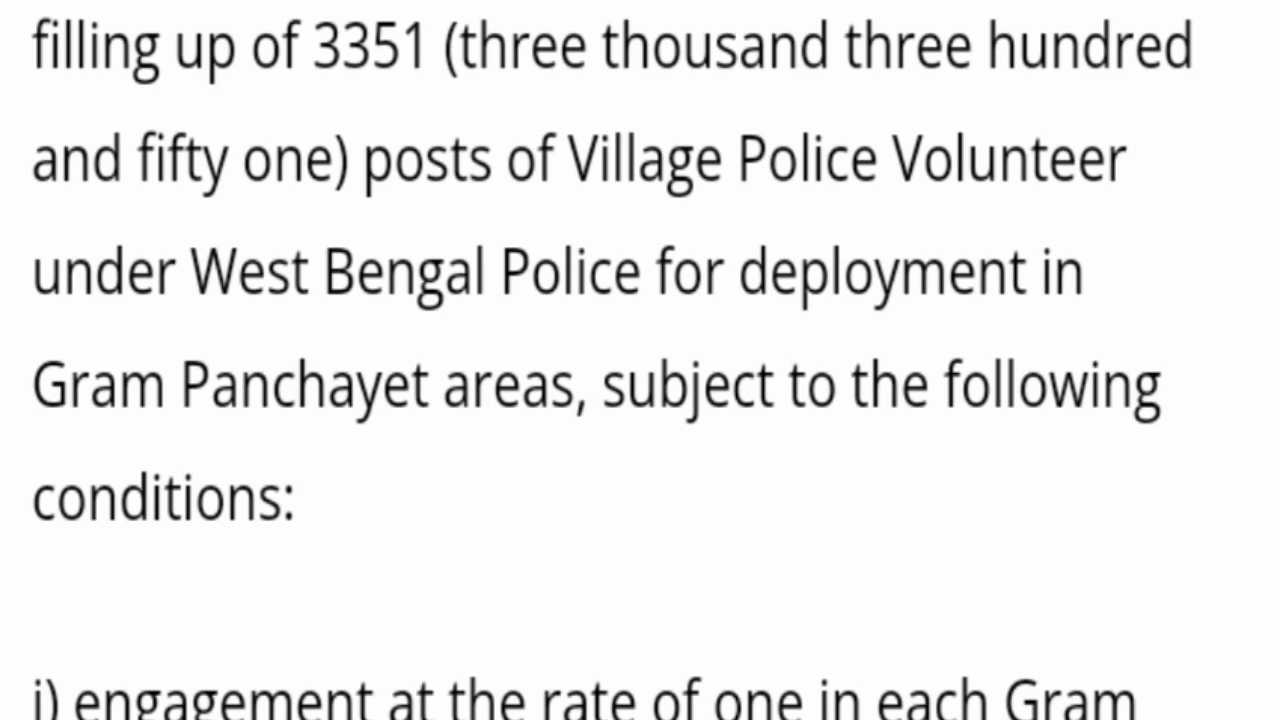 filling up of 3351 (three thousand three hundred
and fifty one) posts of Village Police Volunteer
under West Bengal Police for deployment in
Gram Panchayet areas, subject to the following
conditions:
i) engagement at the rate of one in each Gram